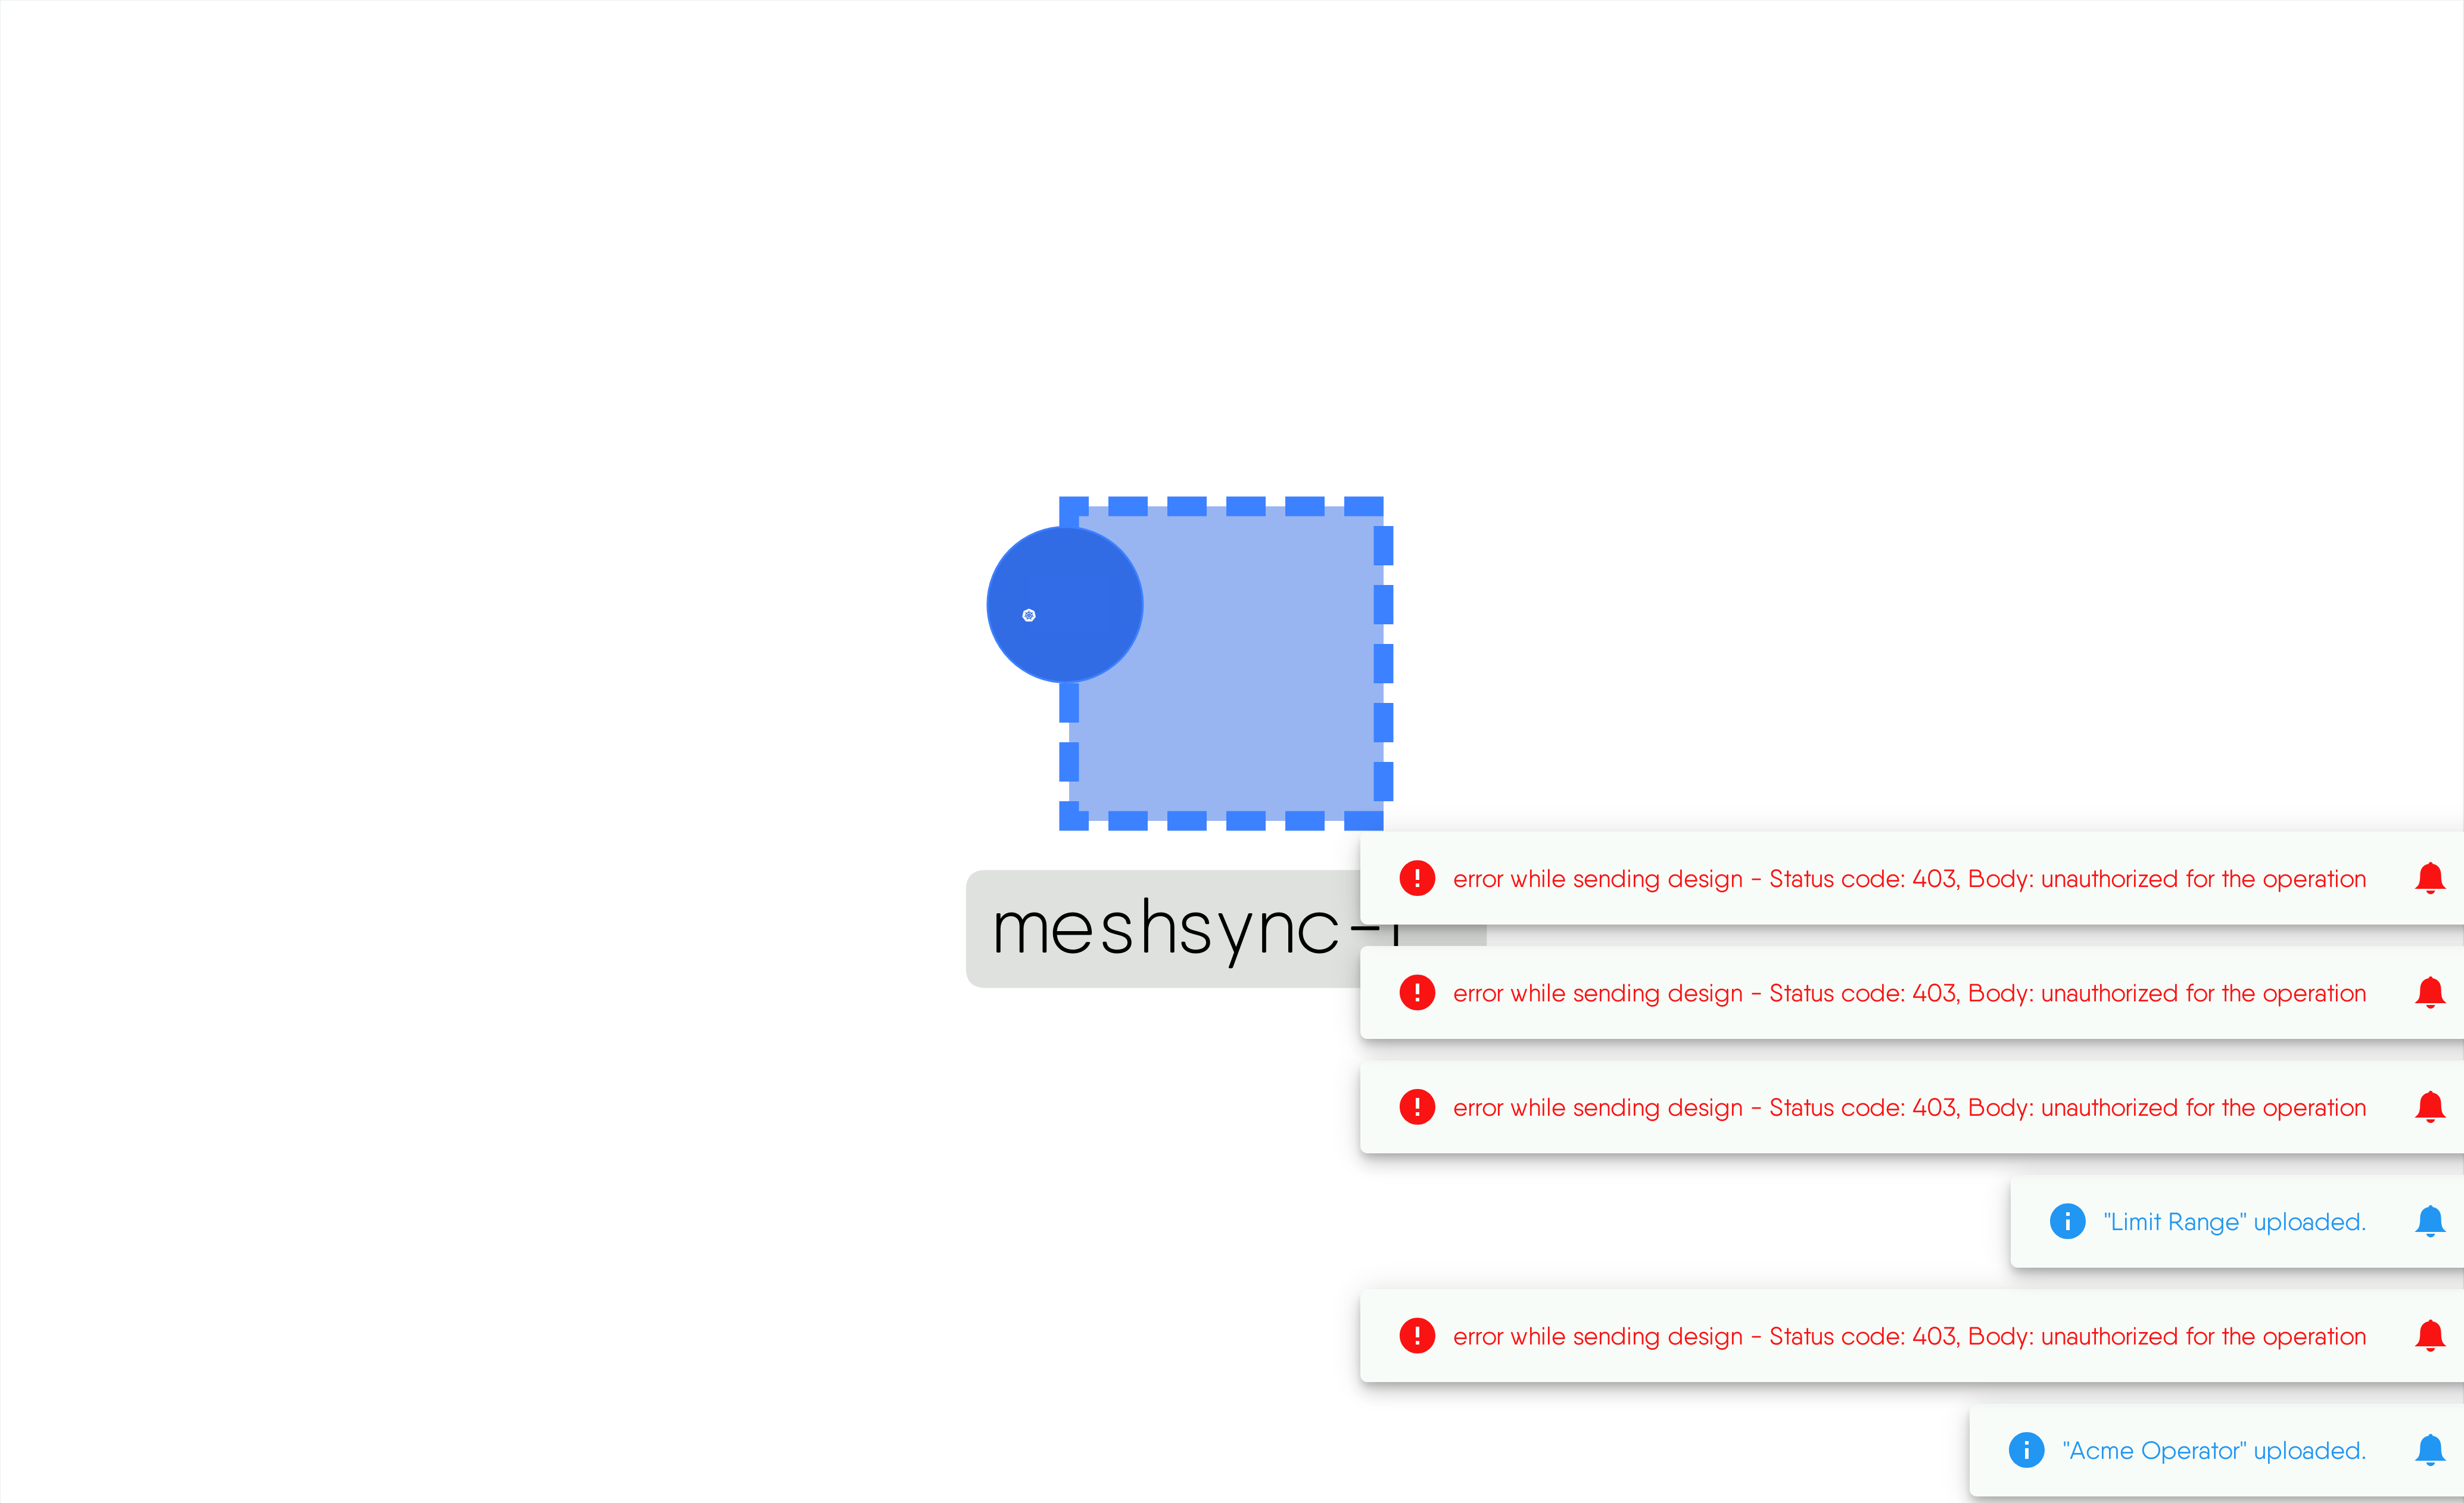 meshsync-
error while sending design - Status code: 403, Body: unauthorized for the operation
error while sending design - Status code: 403, Body: unauthorized for the operation
error while sending design - Status code: 403, Body: unauthorized for the operation
"Limit Range" uploaded.
error while sending design - Status code: 403, Body: unauthorized for the operation
"Acme Operator" uploaded.